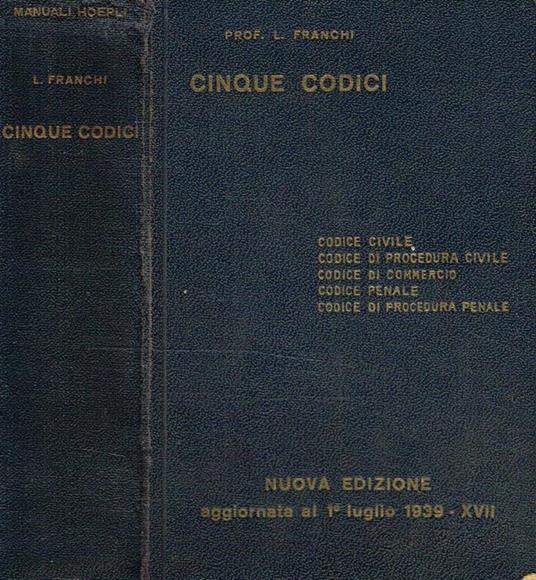 MANUALI HOEPLI
L. FRANCHI
CINQUE CODICI
PROF. L. FRANCHI
CINQUE CODICI
CODICE CIVILE
CODICE DI PROCEDURA CIVILE
CODICE DI COMMERCIO
CODICE PENALE
CODICE DI PROCEDURA PENALE
NUOVA EDIZIONE
aggiornata al 1° luglio 1939 - XVII